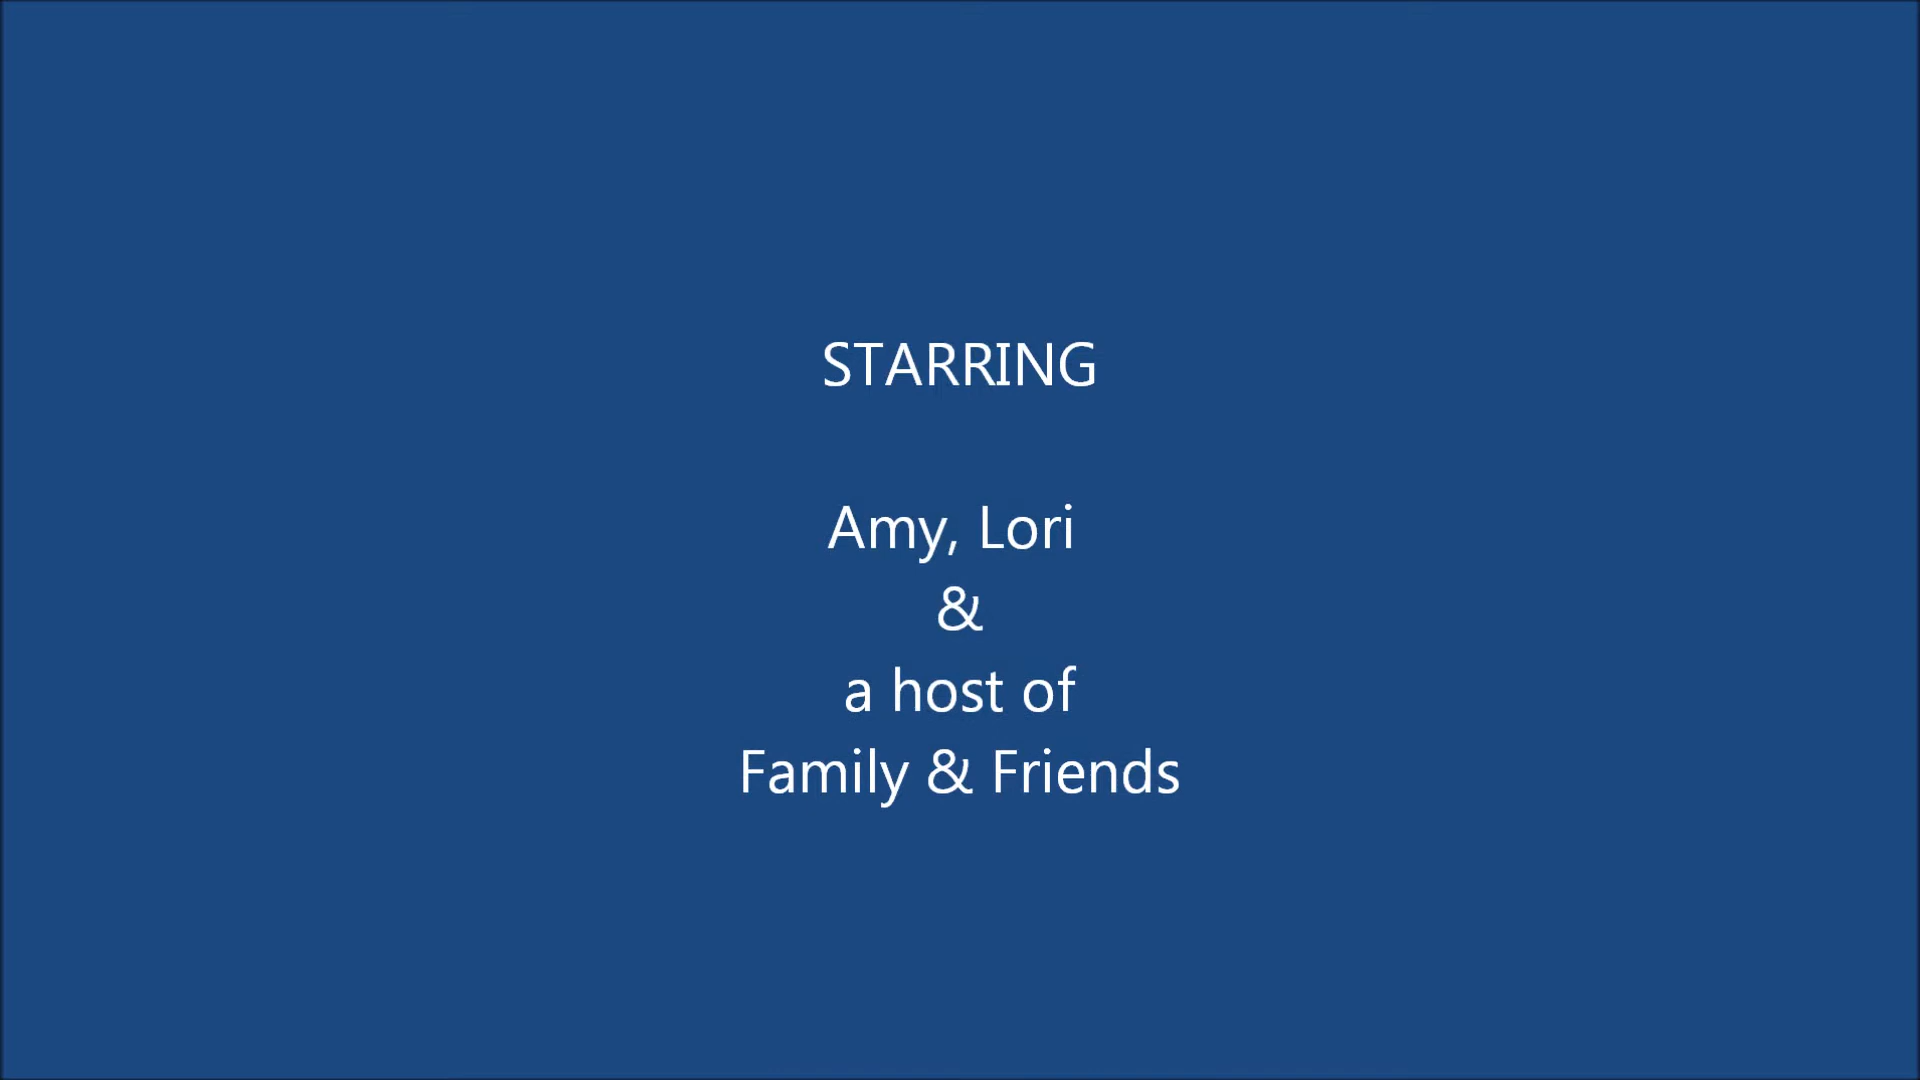 STARRING
Amy, Lori
&
a host of
Family & Friends